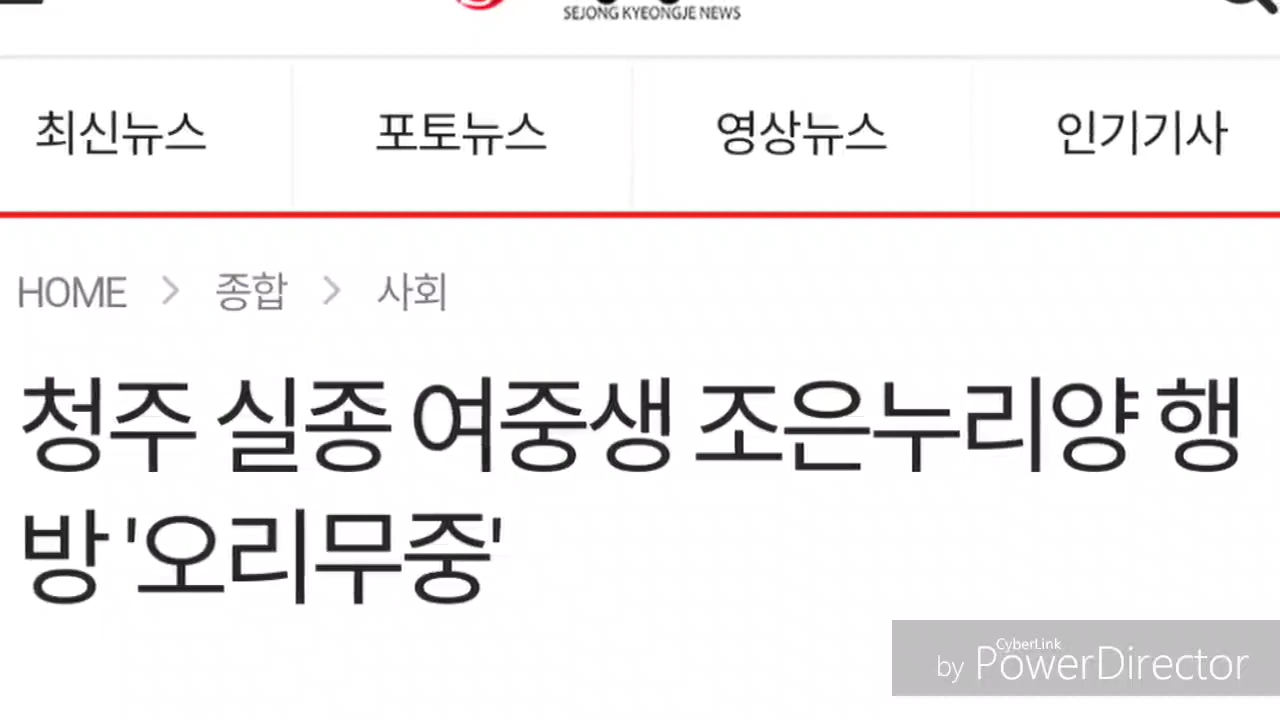 SEJONG KYEONGJE NEWS
최신뉴스 포토뉴스 영상뉴스 인기기사
HOME > 종합 > 사회
청주 실종 여중생 조은누리양 행
방 '오리무중'
CyberLink
by PowerDirector